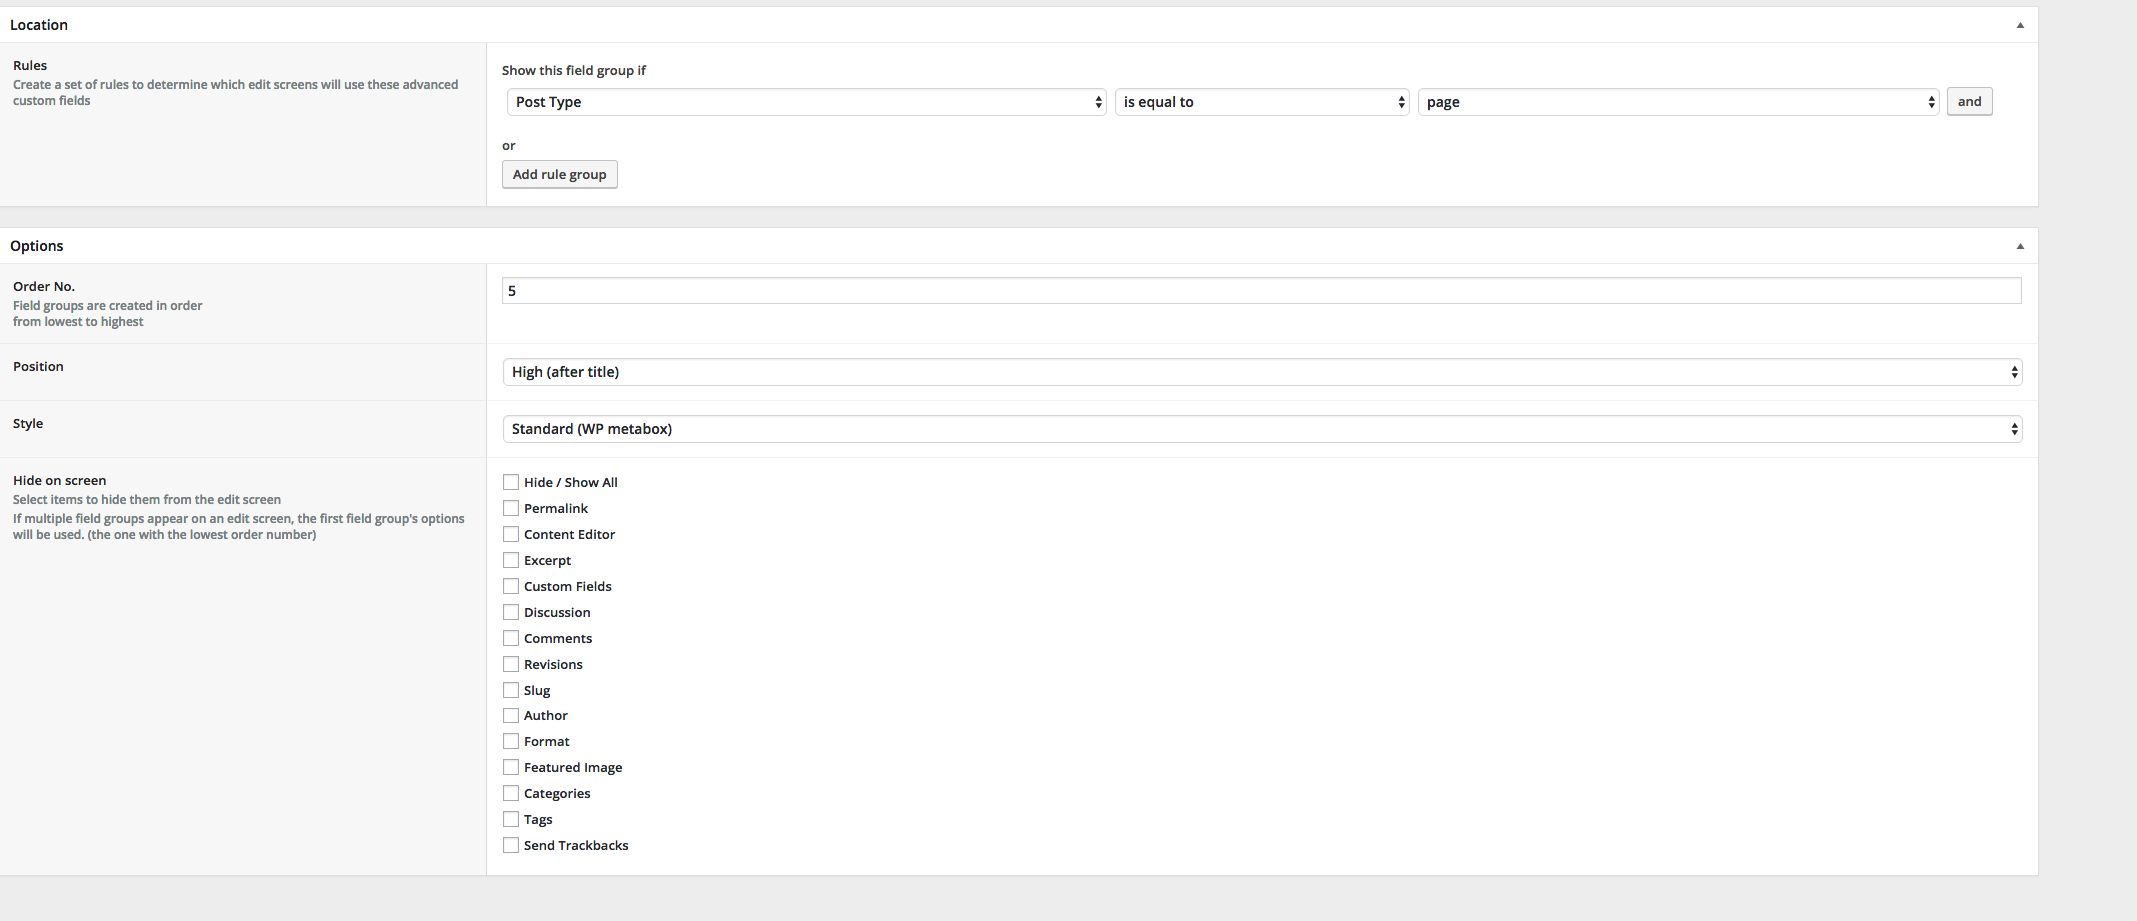 Location
Rules
Create a set of rules to determine which edit screens will use these advanced
custom fields
Show this field group if
Post Type
is equal to
page
and
or
Add rule group
Options
Order No.
Field groups are created in order
from lowest to highest
5
Position
High (after title)
Style
Standard (WP metabox)
Hide on screen
Select items to hide them from the edit screen
If multiple field groups appear on an edit screen, the first field group's options
will be used. (the one with the lowest order number)
Hide / Show All
Permalink
Content Editor
Excerpt
Custom Fields
Discussion
Comments
Revisions
Slug
Author
Format
Featured Image
Categories
Tags
Send Trackbacks